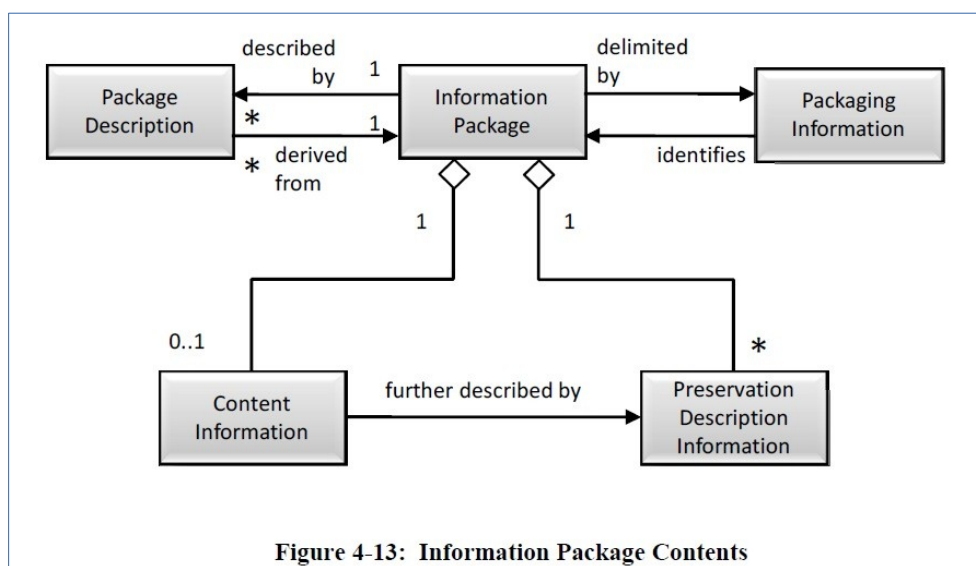 described
by
1
delimited
by
Package
Description
Information
Package
Packaging
Information
*
1
* derived
from
identifies
1
1
0..1
*
Content
Information
further described by
Preservation
Description
Information
Figure 4-13: Information Package Contents